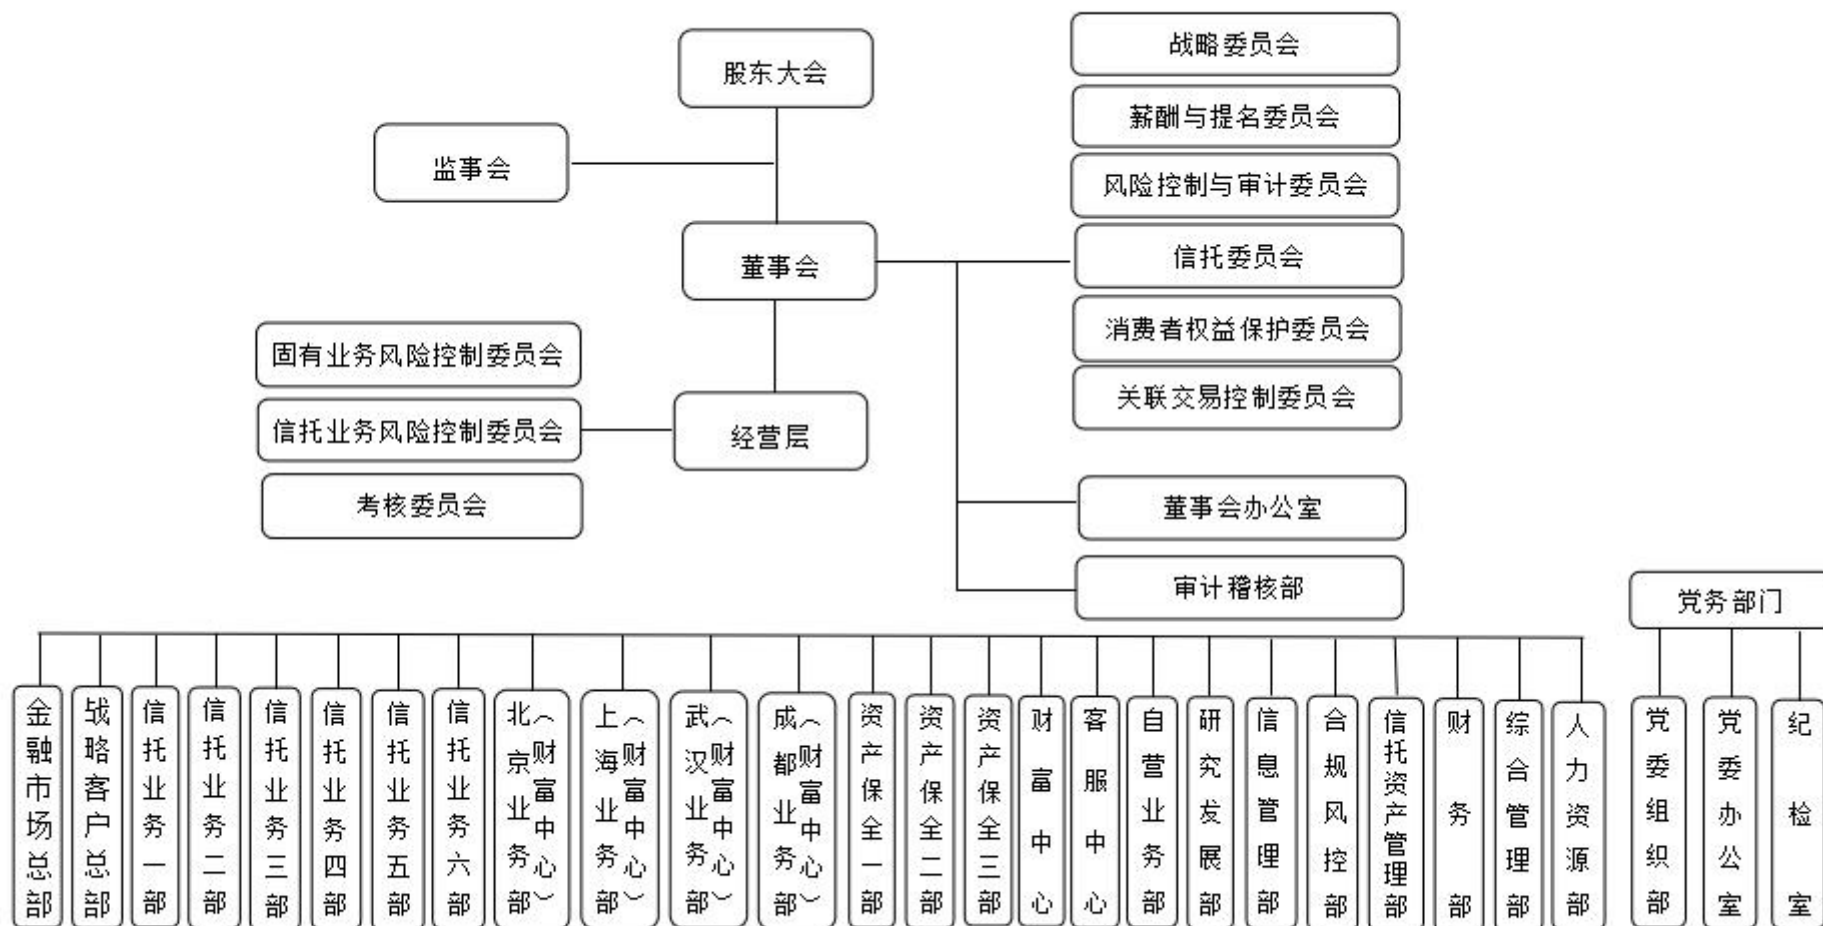 股东大会
监事会
董事会
经营层
战略委员会
薪酬与提名委员会
风险控制与审计委员会
信托委员会
消费者权益保护委员会
关联交易控制委员会
固有业务风险控制委员会
信托业务风险控制委员会
考核委员会
董事会办公室
审计稽核部
党务部门
金融市场总部
战略客户总部
信托业务一部
信托业务二部
信托业务三部
信托业务四部
信托业务五部
信托业务六部
北京业务部
（财富中心）
上海业务部
（财富中心）
武汉业务部
（财富中心）
成都业务部
（财富中心）
资产保全一部
资产保全二部
资产保全三部
财富中心
客服中心
自营业务部
研究发展部
信息管理部
合规风控部
信托资产管理部
财务部
综合管理部
人力资源部
党委组织部
党委办公室
纪检室